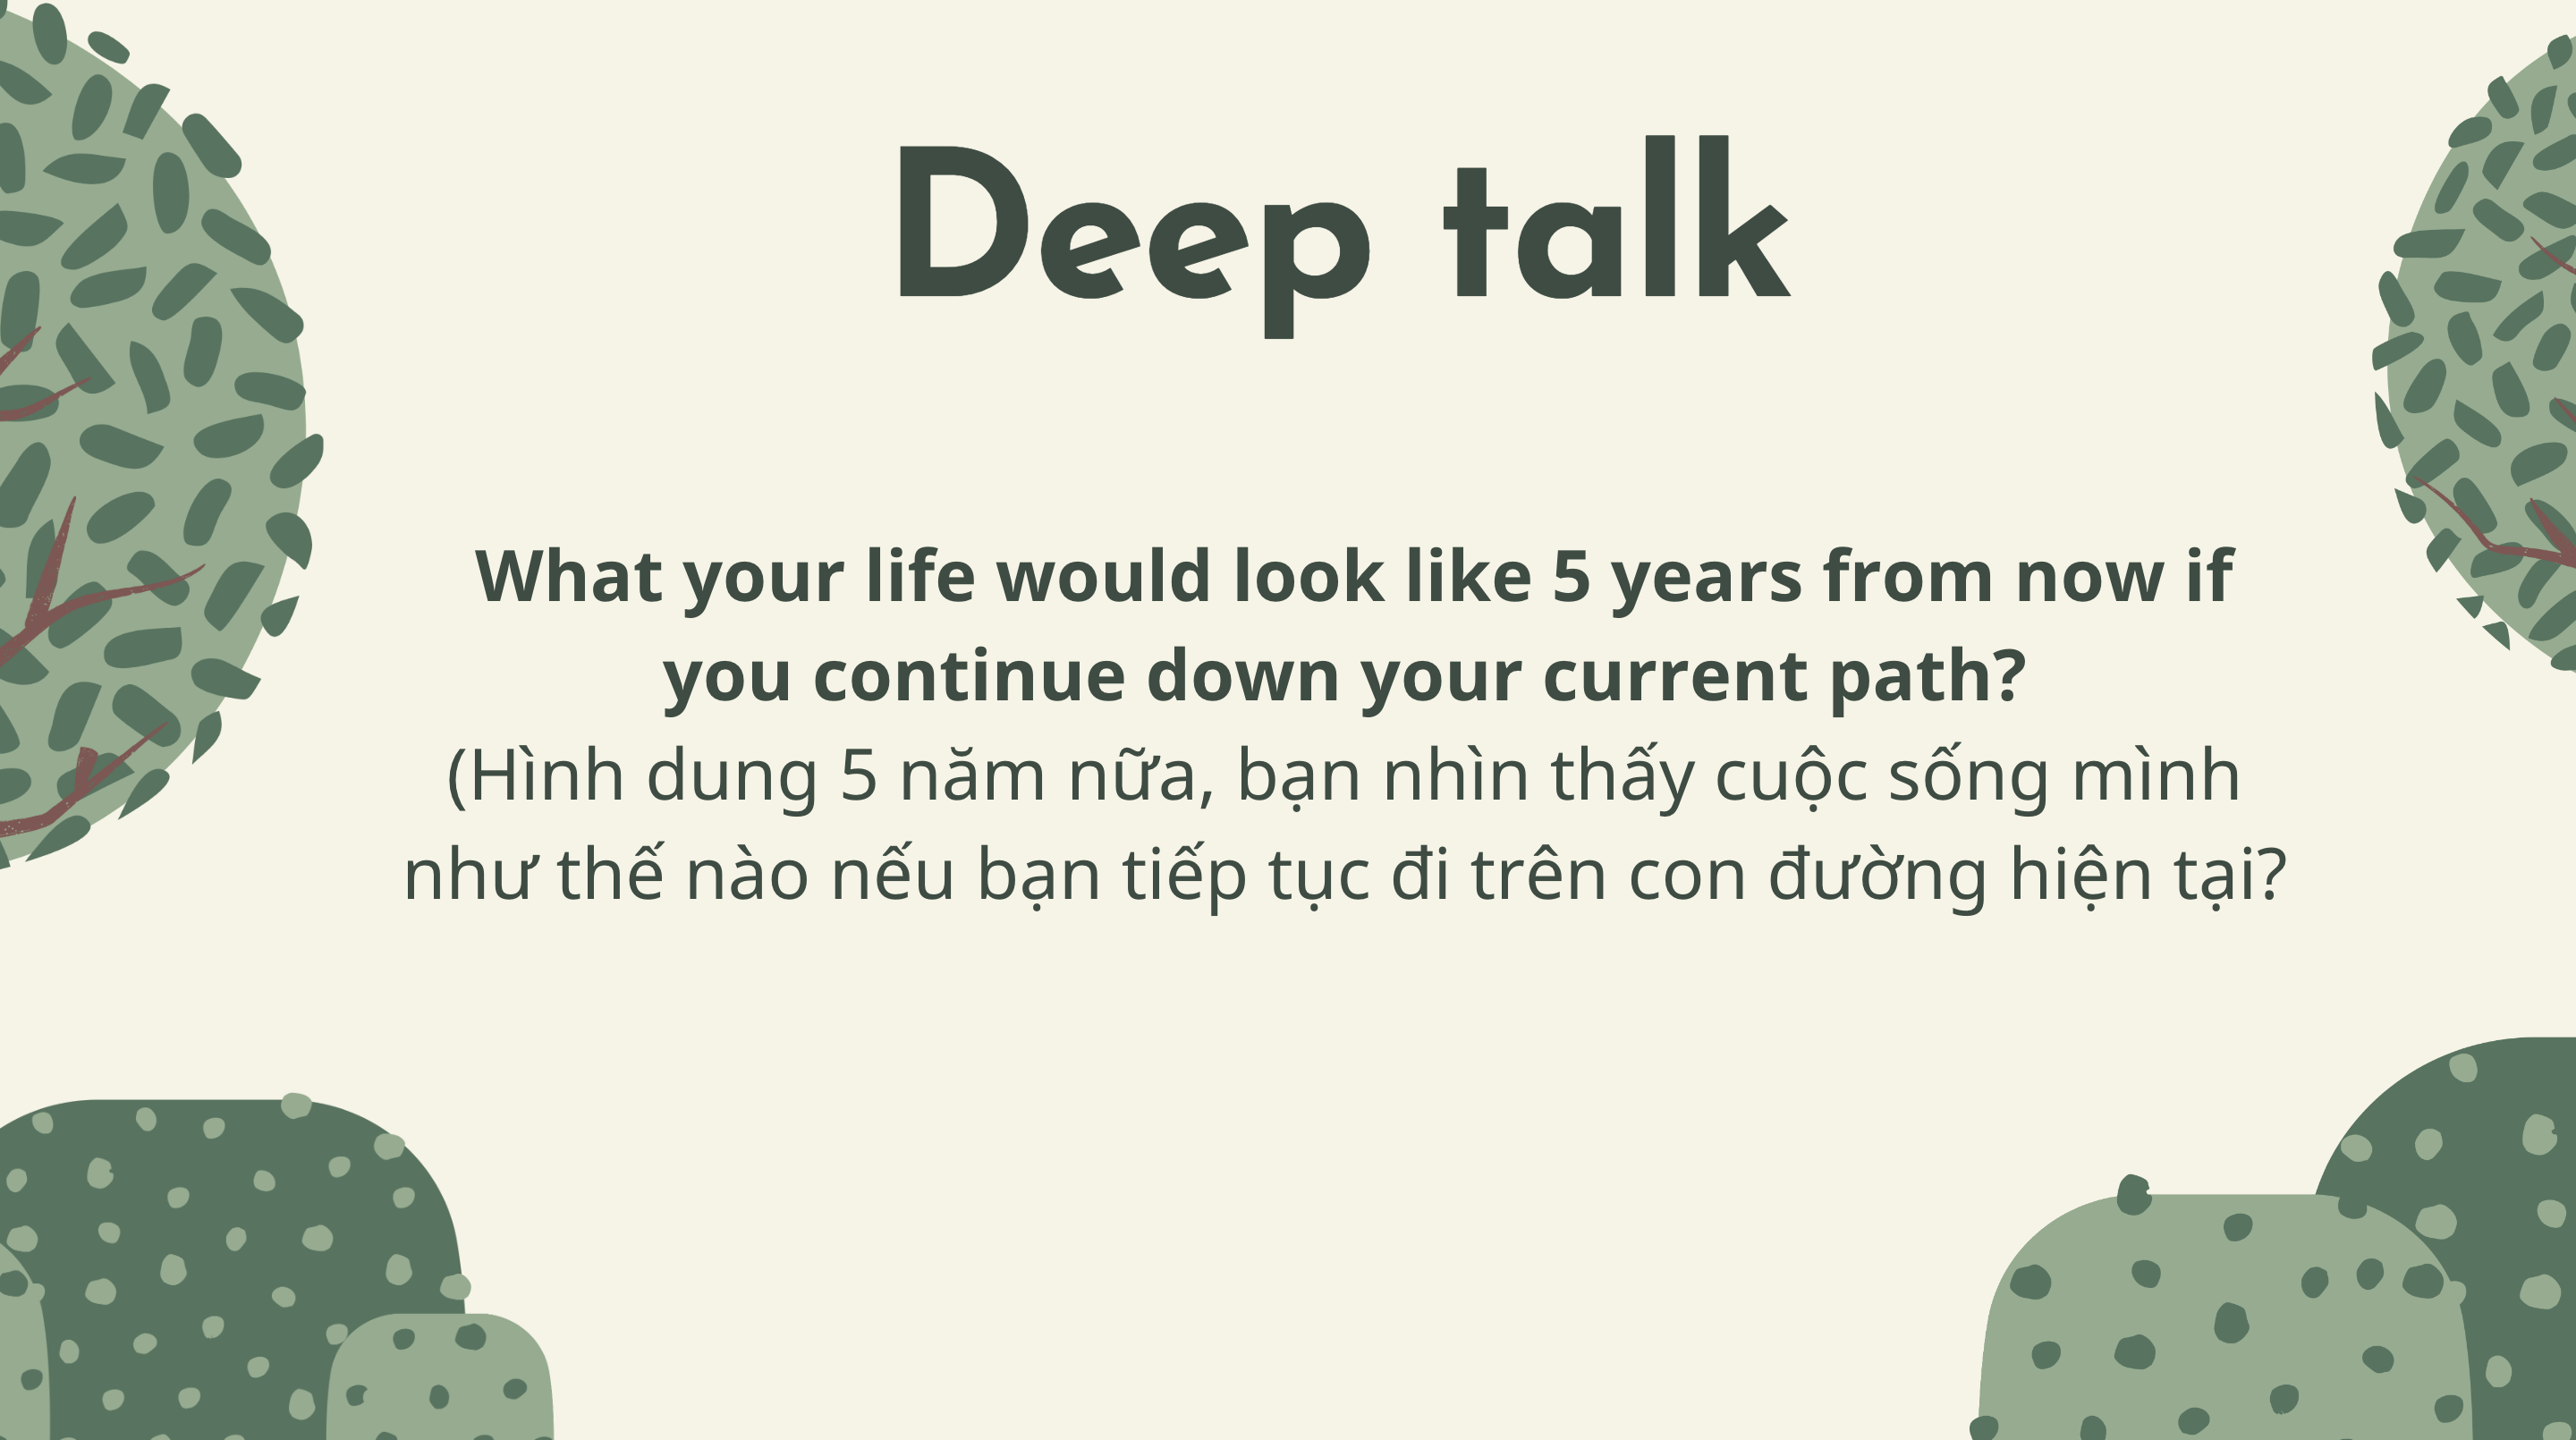 Deep talk
What your life would look like 5 years from now if
you continue down your current path?
(Hình dung 5 năm nữa, bạn nhìn thấy cuộc sống mình
như thế nào nếu bạn tiếp tục đi trên con đường hiện tại?